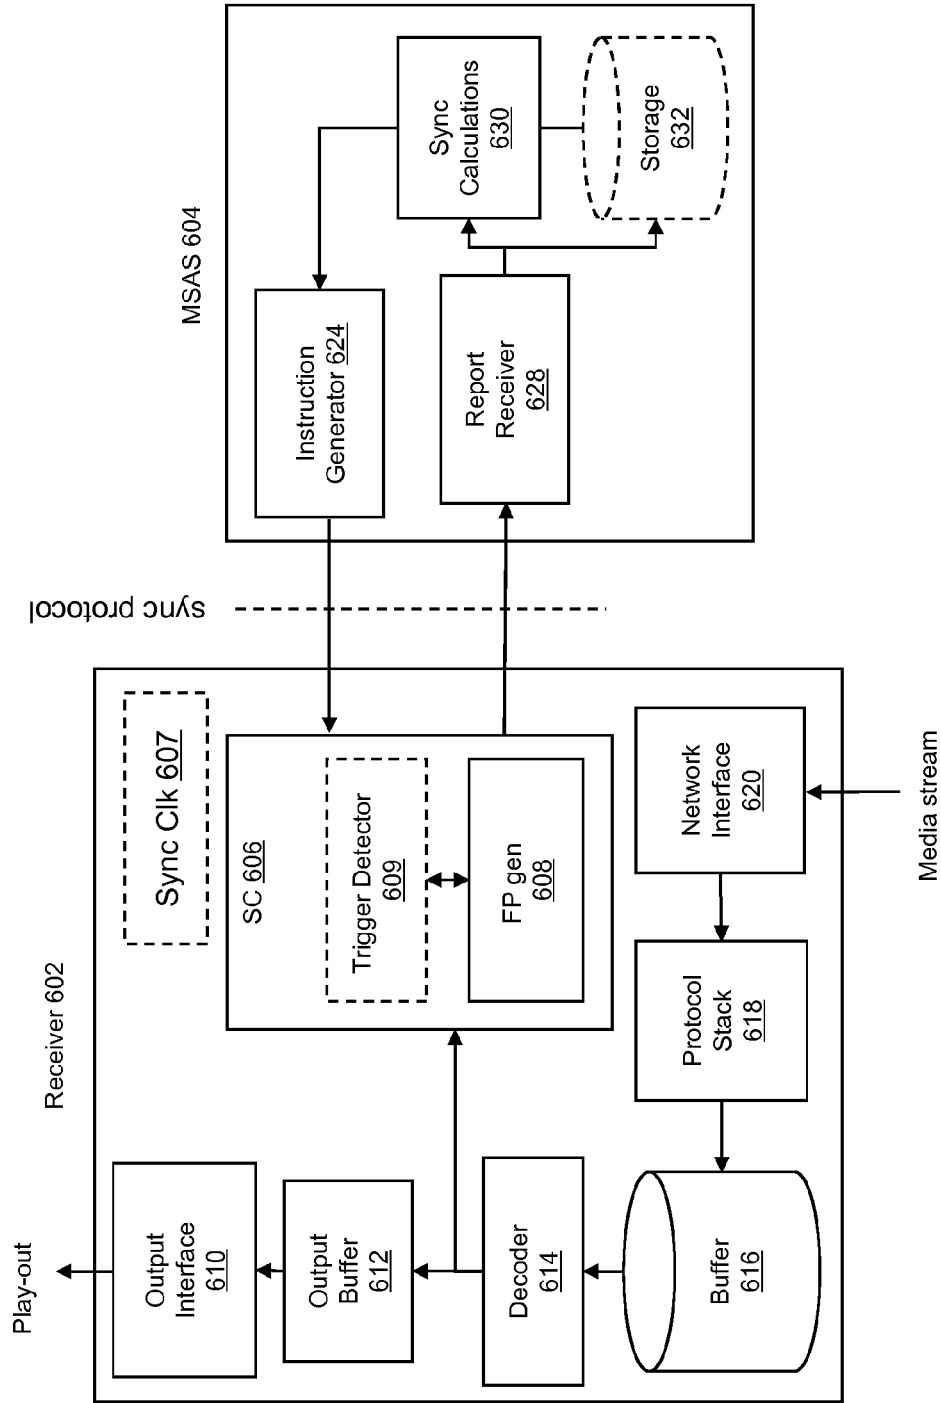 Play-out
Receiver 602
Output
Interface
610
Output
Buffer
612
Decoder
614
Buffer
616
Sync Clk 607
SC 606
Trigger Detector
609
FP gen
608
Protocol
Stack
618
Network
Interface
620
Media stream
sync protocol
MSAS 604
Instruction
Generator 624
Report
Receiver
628
Sync
Calculations
630
Storage
632